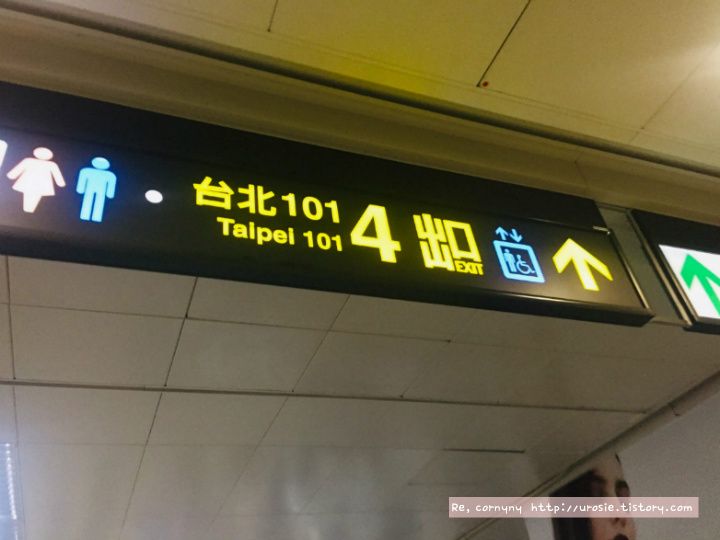 台北101
Taipei 101
4 出口
EXIT
Re, cornyny http://urosie.tistory.com